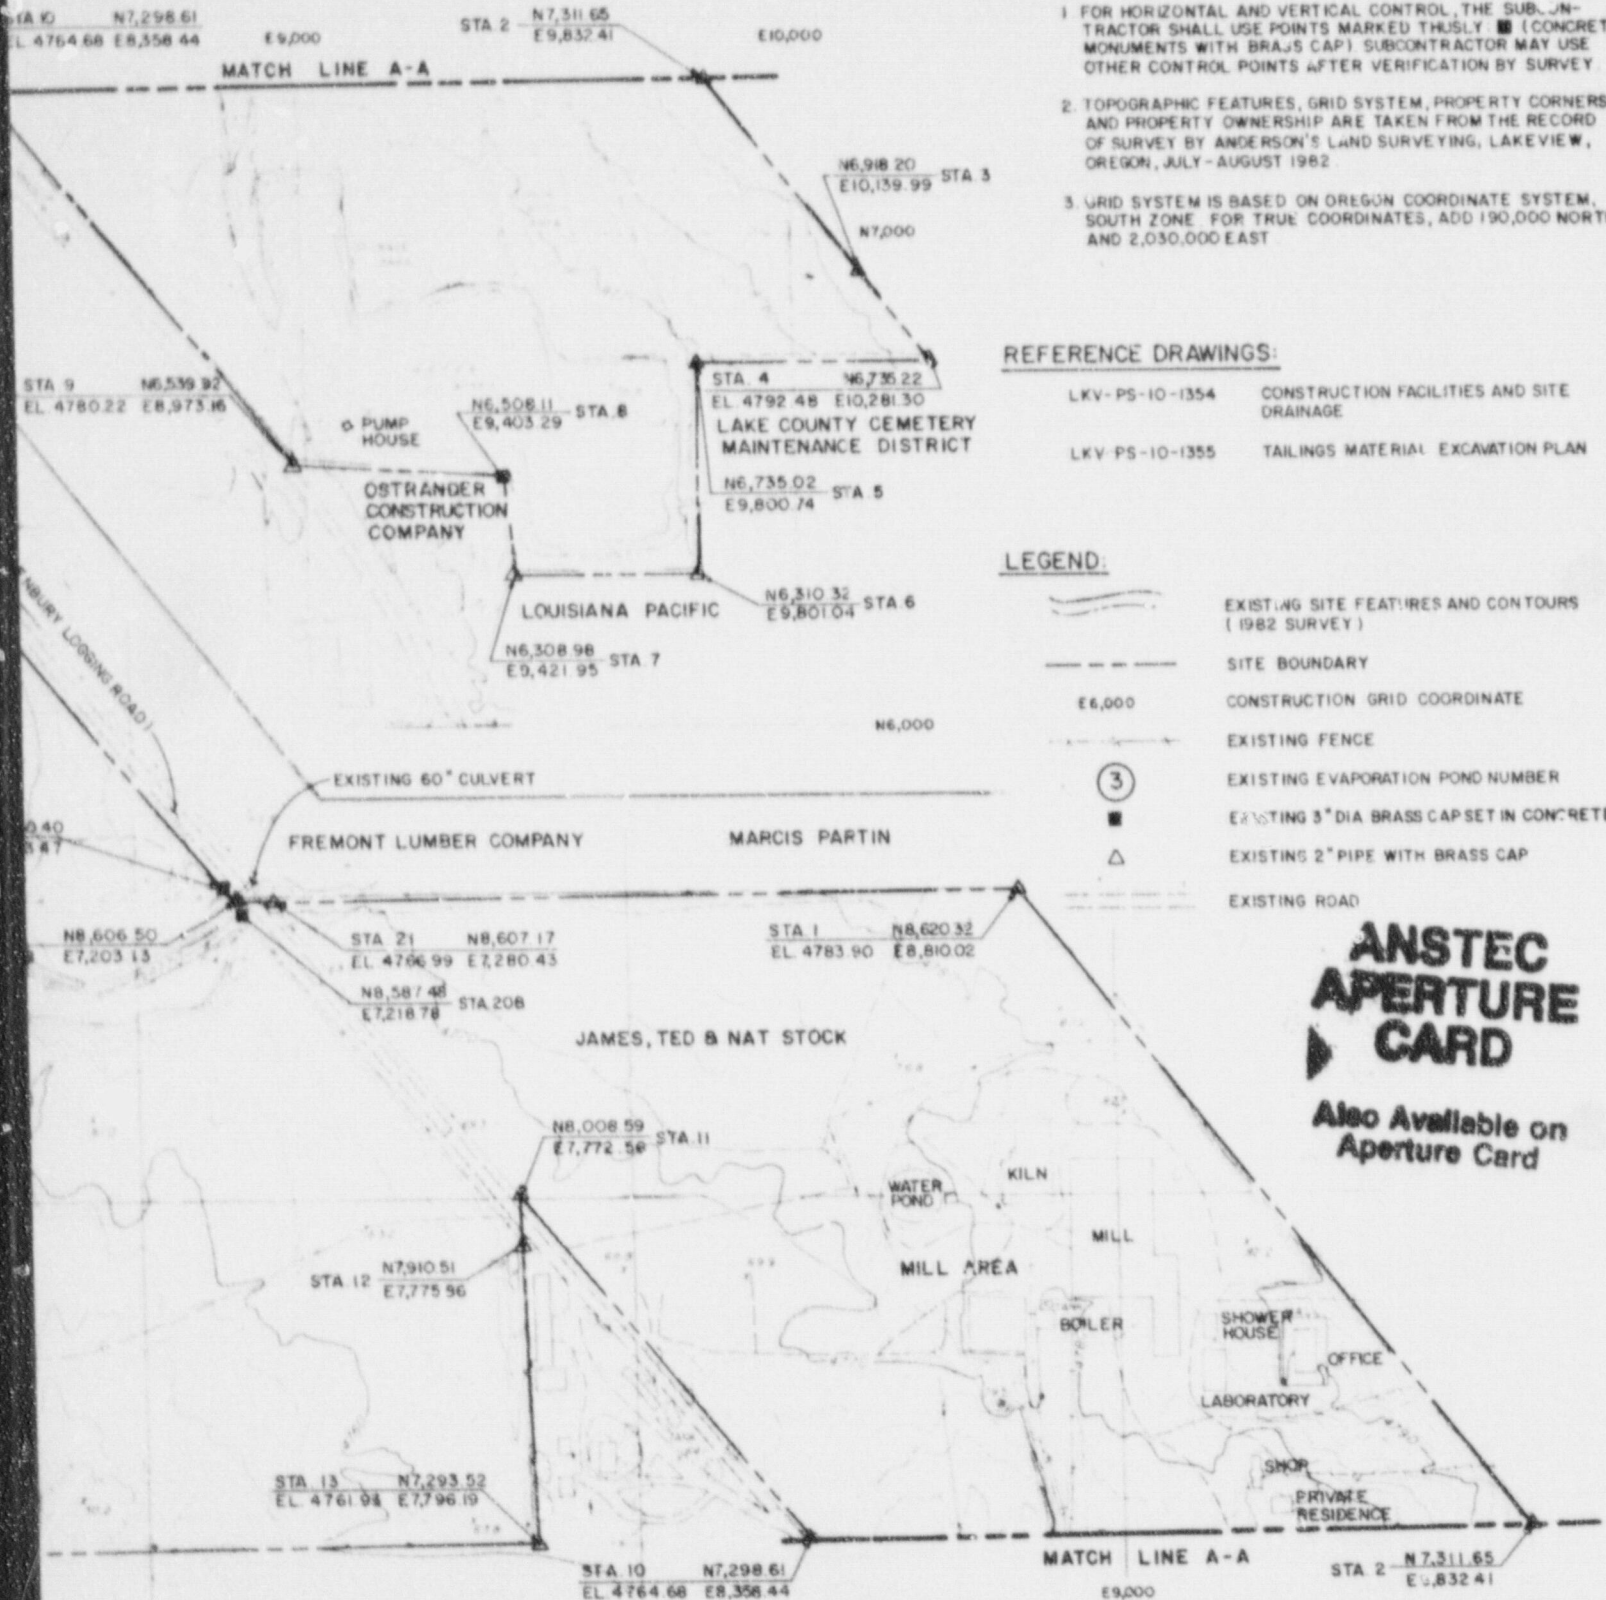 N7,298.61
EL 4764.68 E8,358.44
E9,000
STA 2 N7,311.65
E9,832.41
E10,000
MATCH LINE A-A
1 FOR HORIZONTAL AND VERTICAL CONTROL, THE SUBCON-
TRACTOR SHALL USE POINTS MARKED THUSLY ■ (CONCRET
MONUMENTS WITH BRASS CAP) SUBCONTRACTOR MAY USE
OTHER CONTROL POINTS AFTER VERIFICATION BY SURVEY
2. TOPOGRAPHIC FEATURES, GRID SYSTEM, PROPERTY CORNERS
AND PROPERTY OWNERSHIP ARE TAKEN FROM THE RECORD
OF SURVEY BY ANDERSON'S LAND SURVEYING, LAKEVIEW,
OREGON, JULY-AUGUST 1982
3. GRID SYSTEM IS BASED ON OREGON COORDINATE SYSTEM,
SOUTH ZONE FOR TRUE COORDINATES, ADD 190,000 NORT
AND 2,030,000 EAST
N6,918.20
E10,139.99 STA. 3
N7,000
REFERENCE DRAWINGS:
LKV-PS-10-1354 CONSTRUCTION FACILITIES AND SITE
DRAINAGE
LKV-PS-10-1355 TAILINGS MATERIAL EXCAVATION PLAN
STA 9 N6,539.92
EL 4780.22 E8,973.16
PUMP
HOUSE
N6,508.11
E9,403.29 STA. 8
STA. 4 N6,735.22
EL. 4792.48 E10,281.30
LAKE COUNTY CEMETERY
MAINTENANCE DISTRICT
N6,735.02
E9,800.74 STA. 5
OSTRANDER
CONSTRUCTION
COMPANY
LOUISIANA PACIFIC
N6,310.32
E9,801.04 STA. 6
N6,308.98
E9,421.95 STA. 7
NBURY LOGGING ROAD)
N6,000
LEGEND:
EXISTING SITE FEATURES AND CONTOURS
(1982 SURVEY)
SITE BOUNDARY
E6,000 CONSTRUCTION GRID COORDINATE
EXISTING FENCE
3 EXISTING EVAPORATION POND NUMBER
EXISTING 3" DIA BRASS CAP SET IN CONCRETE
EXISTING 2" PIPE WITH BRASS CAP
EXISTING ROAD
EXISTING 60" CULVERT
FREMONT LUMBER COMPANY
MARCIS PARTIN
N8,606.50
E7,203.13
STA 21 N8,607.17
EL. 4766.99 E7,280.43
N8,587.48
E7,218.78 STA. 20B
STA. 1 N8,620.32
EL. 4783.90 E8,810.02
ANSTEC
APERTURE
CARD
Also Available on
Aperture Card
JAMES, TED & NAT STOCK
N8,008.59
E7,772.58 STA. 11
STA. 12 N7,910.51
E7,775.96
WATER
POND
KILN
MILL
MILL AREA
BOILER
SHOWER
HOUSE
OFFICE
LABORATORY
SHOP
PRIVATE
RESIDENCE
STA. 13 N7,293.52
EL. 4761.98 E7,796.19
STA. 10 N7,298.61
EL. 4764.68 E8,358.44
MATCH LINE A-A
E9,000
STA. 2 N7,311.65
E9,832.41